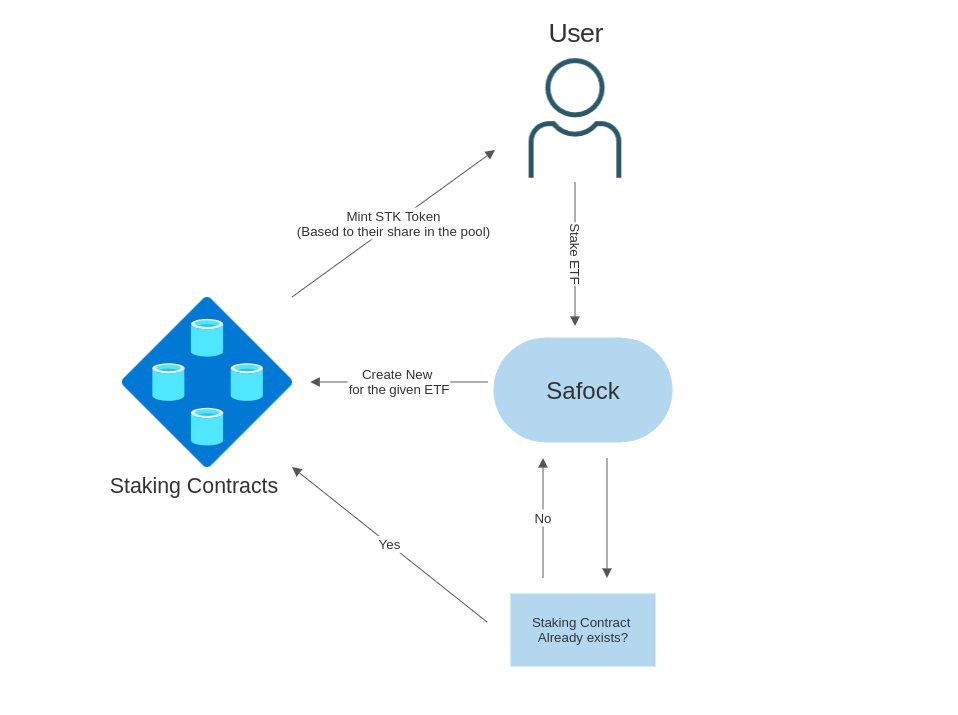 User
Mint STK Token
(Based to their share in the pool)
Stake ETF
Create New
for the given ETF
Safock
Staking Contracts
No
Yes
Staking Contract
Already exists?